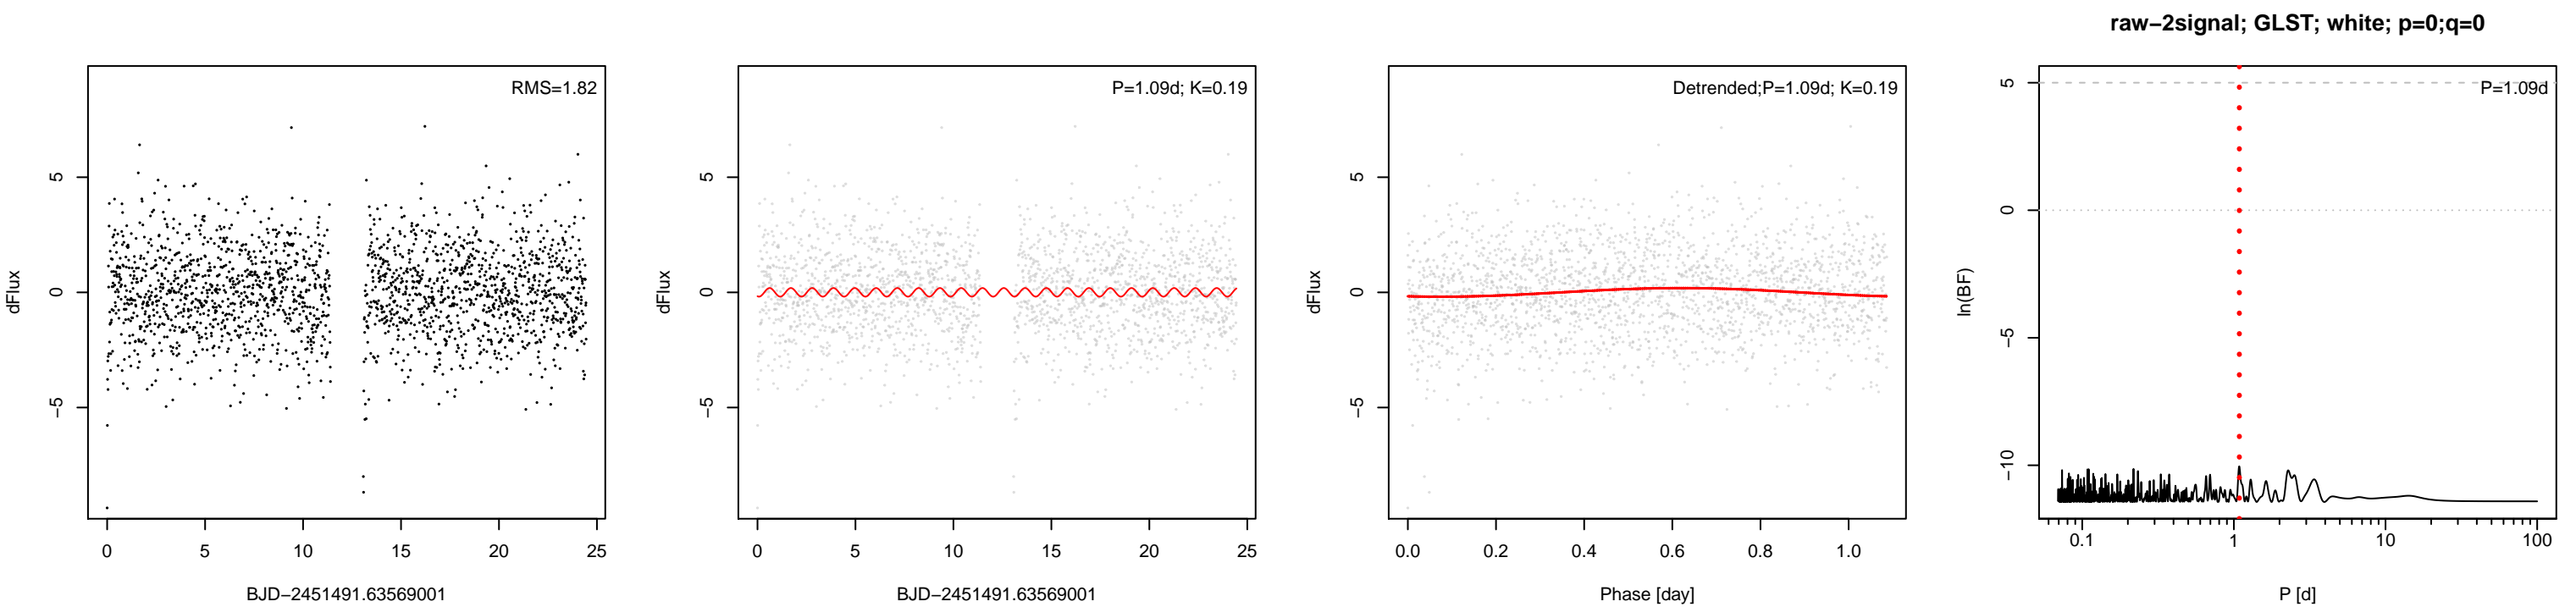 raw−2signal; GLST; white; p=0;q=0
RMS=1.82
dFlux
5
0
−5
0 5 10 15 20 25
BJD−2451491.63569001
P=1.09d; K=0.19
dFlux
5
0
−5
0 5 10 15 20 25
BJD−2451491.63569001
Detrended;P=1.09d; K=0.19
dFlux
5
0
−5
0.0 0.2 0.4 0.6 0.8 1.0
Phase [day]
P=1.09d
ln(BF)
5
0
−5
−10
0.1 1 10 100
P [d]